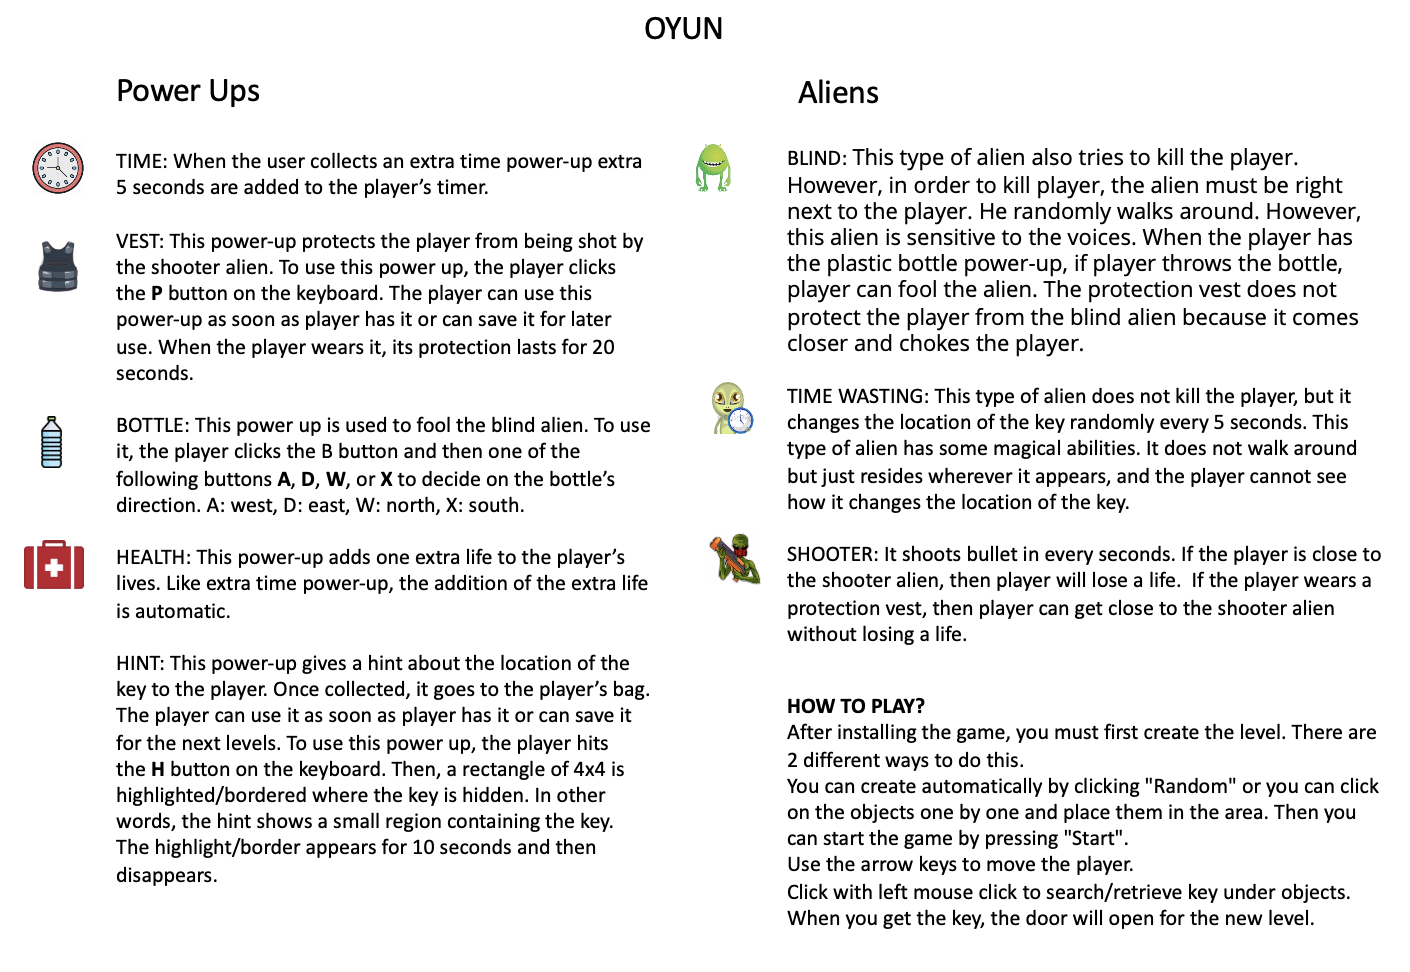 OYUN
Power Ups
TIME: When the user collects an extra time power-up extra
5 seconds are added to the player’s timer.
VEST: This power-up protects the player from being shot by
the shooter alien. To use this power up, the player clicks
the P button on the keyboard. The player can use this
power-up as soon as player has it or can save it for later
use. When the player wears it, its protection lasts for 20
seconds.
BOTTLE: This power up is used to fool the blind alien. To use
it, the player clicks the B button and then one of the
following buttons A, D, W, or X to decide on the bottle’s
direction. A: west, D: east, W: north, X: south.
HEALTH: This power-up adds one extra life to the player’s
lives. Like extra time power-up, the addition of the extra life
is automatic.
HINT: This power-up gives a hint about the location of the
key to the player. Once collected, it goes to the player’s bag.
The player can use it as soon as player has it or can save it
for the next levels. To use this power up, the player hits
the H button on the keyboard. Then, a rectangle of 4x4 is
highlighted/bordered where the key is hidden. In other
words, the hint shows a small region containing the key.
The highlight/border appears for 10 seconds and then
disappears.
Aliens
BLIND: This type of alien also tries to kill the player.
However, in order to kill player, the alien must be right
next to the player. He randomly walks around. However,
this alien is sensitive to the voices. When the player has
the plastic bottle power-up, if player throws the bottle,
player can fool the alien. The protection vest does not
protect the player from the blind alien because it comes
closer and chokes the player.
TIME WASTING: This type of alien does not kill the player, but it
changes the location of the key randomly every 5 seconds. This
type of alien has some magical abilities. It does not walk around
but just resides wherever it appears, and the player cannot see
how it changes the location of the key.
SHOOTER: It shoots bullet in every seconds. If the player is close to
the shooter alien, then player will lose a life. If the player wears a
protection vest, then player can get close to the shooter alien
without losing a life.
HOW TO PLAY?
After installing the game, you must first create the level. There are
2 different ways to do this.
You can create automatically by clicking "Random" or you can click
on the objects one by one and place them in the area. Then you
can start the game by pressing "Start".
Use the arrow keys to move the player.
Click with left mouse click to search/retrieve key under objects.
When you get the key, the door will open for the new level.